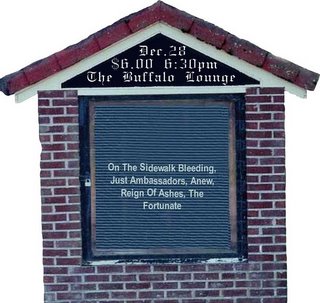 Dec.28
$6.00 6:30pm
The Buffalo Lounge
On The Sidewalk Bleeding,
Just Ambassadors, Anew,
Reign Of Ashes, The
Fortunate